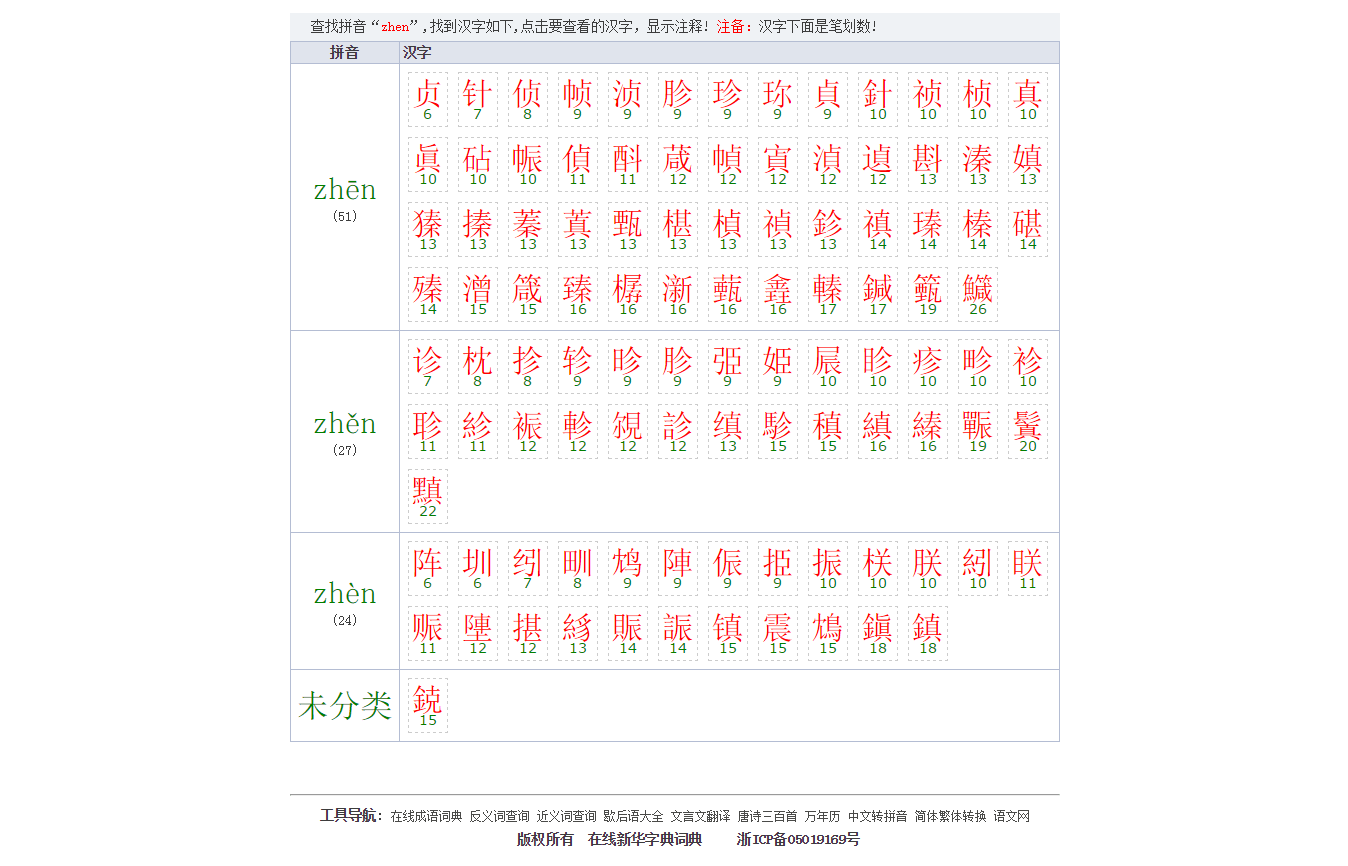 查找拼音“zhen”,找到汉字如下,点击要查看的汉字，显示注释! 注备：汉字下面是笔划数!
拼音 汉字
贞 针 侦 帧 浈 胗 珍 珎 貞 針 祯 桢 真
6 7 8 9 9 9 9 9 9 10 10 10 10
眞 砧 帪 偵 酙 葴 幀 寊 湞 遉 斟 溱 嫃
10 10 10 11 11 12 12 12 12 12 13 13 13
zhēn
(51)
獉 搸 蓁 蒖 甄 椹 楨 禎 鉁 禛 瑧 榛 碪
13 13 13 13 13 13 13 13 13 14 14 14 14
殝 潧 箴 臻 樼 澵 薽 錱 轃 鍼 籈 鱵
14 15 15 16 16 16 16 16 17 17 19 26
诊 枕 抮 轸 昣 胗 弫 姫 屒 眕 疹 畛 袗
7 8 8 9 9 9 9 9 10 10 10 10 10
zhěn
(27)
聄 紾 裖 軫 覙 診 缜 駗 稹 縝 縥 辴 鬒
11 11 12 12 12 12 13 15 15 16 16 19 20
黰
22
阵 圳 纼 甽 鸩 陣 侲 挋 振 栚 朕 紖 眹
6 6 7 8 9 9 9 9 10 10 10 10 11
zhèn
(24)
赈 塦 揕 絼 賑 誫 镇 震 鴆 鎭 鎮
11 12 12 13 14 14 15 15 15 18 18
未分类
15
工具导航： 在线成语词典 反义词查询 近义词查询 歇后语大全 文言文翻译 唐诗三百首 万年历 中文转拼音 简体繁体转换 语文网
版权所有 在线新华字典词典 浙ICP备05019169号